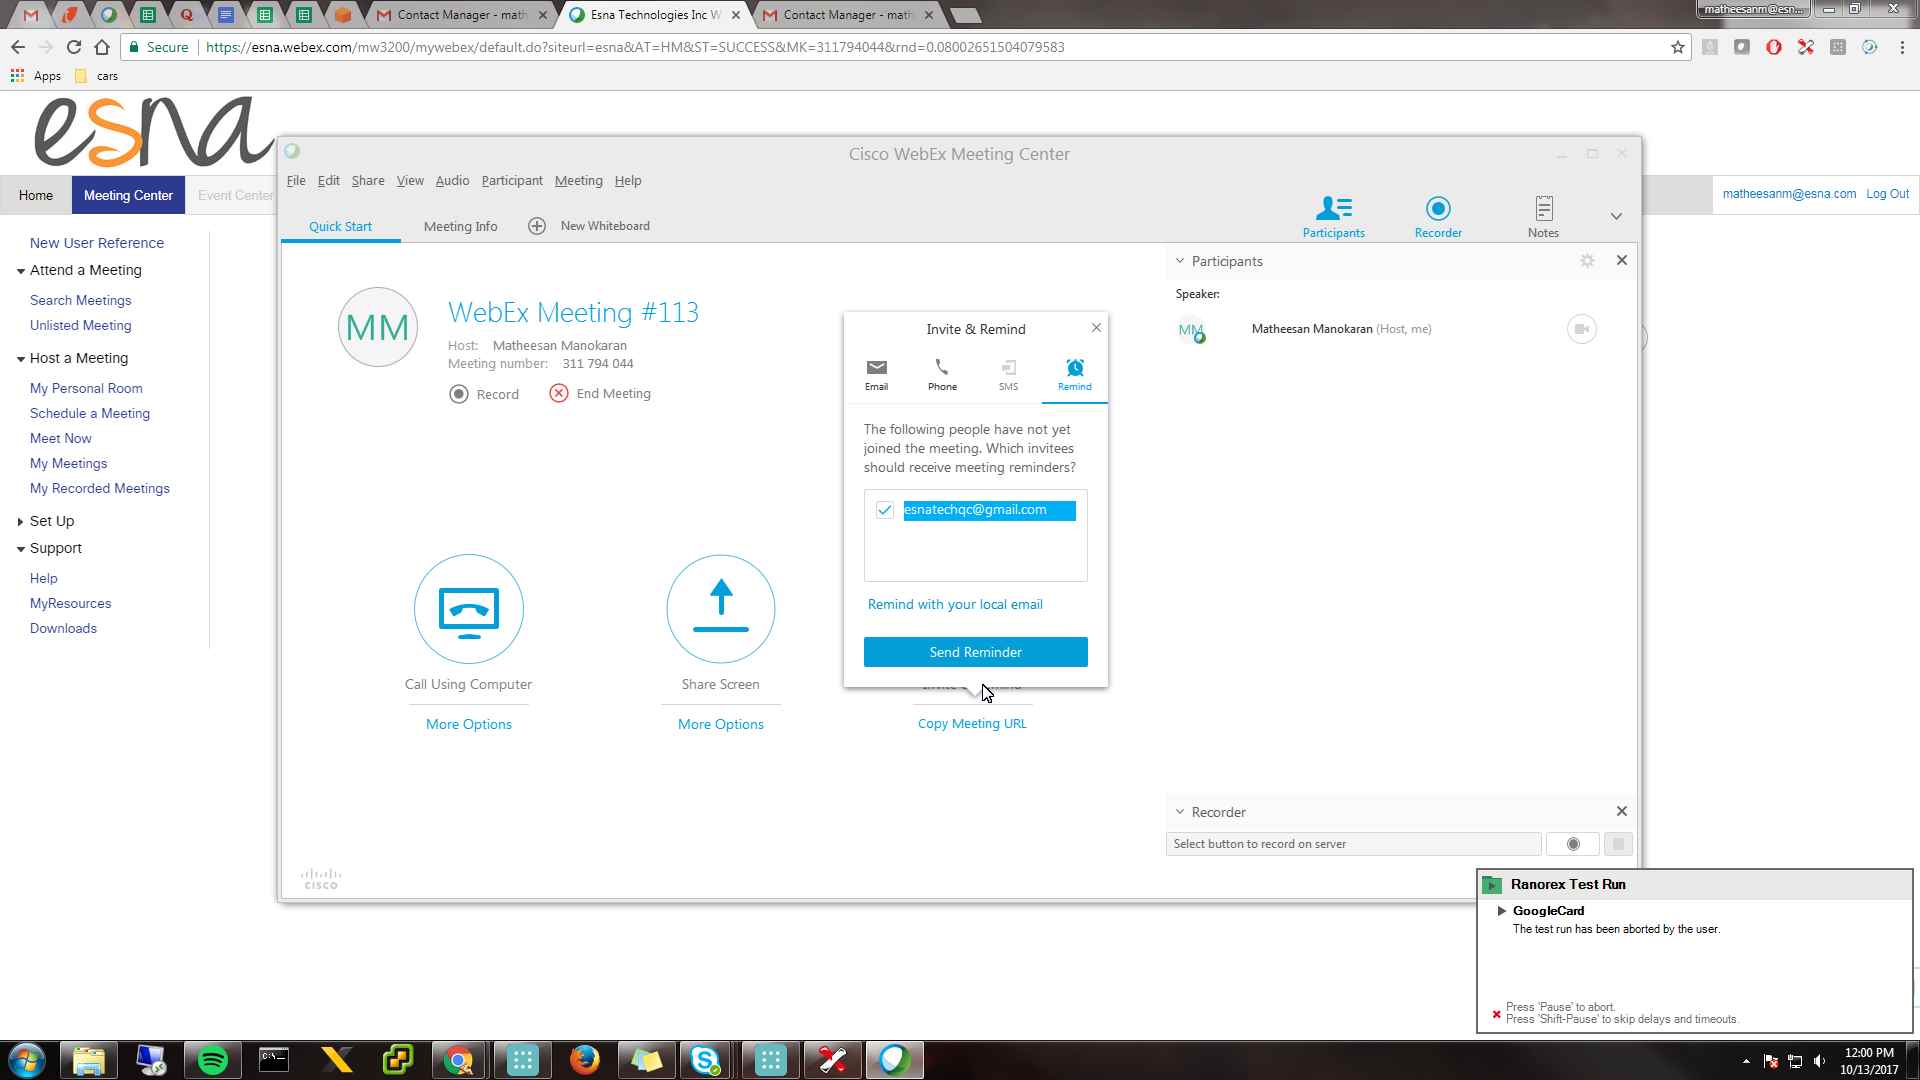 Contact Manager - math
Esna Technologies Inc W
Contact Manager - math
matheesanm@esn...
Secure
https://esna.webex.com/mw3200/mywebex/default.do?siteurl=esna&AT=HM&ST=SUCCESS&MK=311794044&rnd=0.08002651504079583
Apps
cars
esna
Home
Meeting Center
Event Center
matheesanm@esna.com
Log Out
New User Reference
Attend a Meeting
Search Meetings
Unlisted Meeting
Host a Meeting
My Personal Room
Schedule a Meeting
Meet Now
My Meetings
My Recorded Meetings
Set Up
Support
Help
MyResources
Downloads
Cisco WebEx Meeting Center
File Edit Share View Audio Participant Meeting Help
Quick Start
Meeting Info
New Whiteboard
Participants
Recorder
Notes
MM
WebEx Meeting #113
Host: Matheesan Manokaran
Meeting number: 311 794 044
Record
End Meeting
Call Using Computer
More Options
Share Screen
More Options
Copy Meeting URL
CISCO
Invite & Remind
Email
Phone
SMS
Remind
The following people have not yet
joined the meeting. Which invitees
should receive meeting reminders?
esnatechqc@gmail.com
Remind with your local email
Send Reminder
Participants
Speaker:
MM
Matheesan Manokaran (Host, me)
Recorder
Select button to record on server
Ranorex Test Run
GoogleCard
The test run has been aborted by the user.
Press 'Pause' to abort.
Press 'Shift-Pause' to skip delays and timeouts.
12:00 PM
10/13/2017